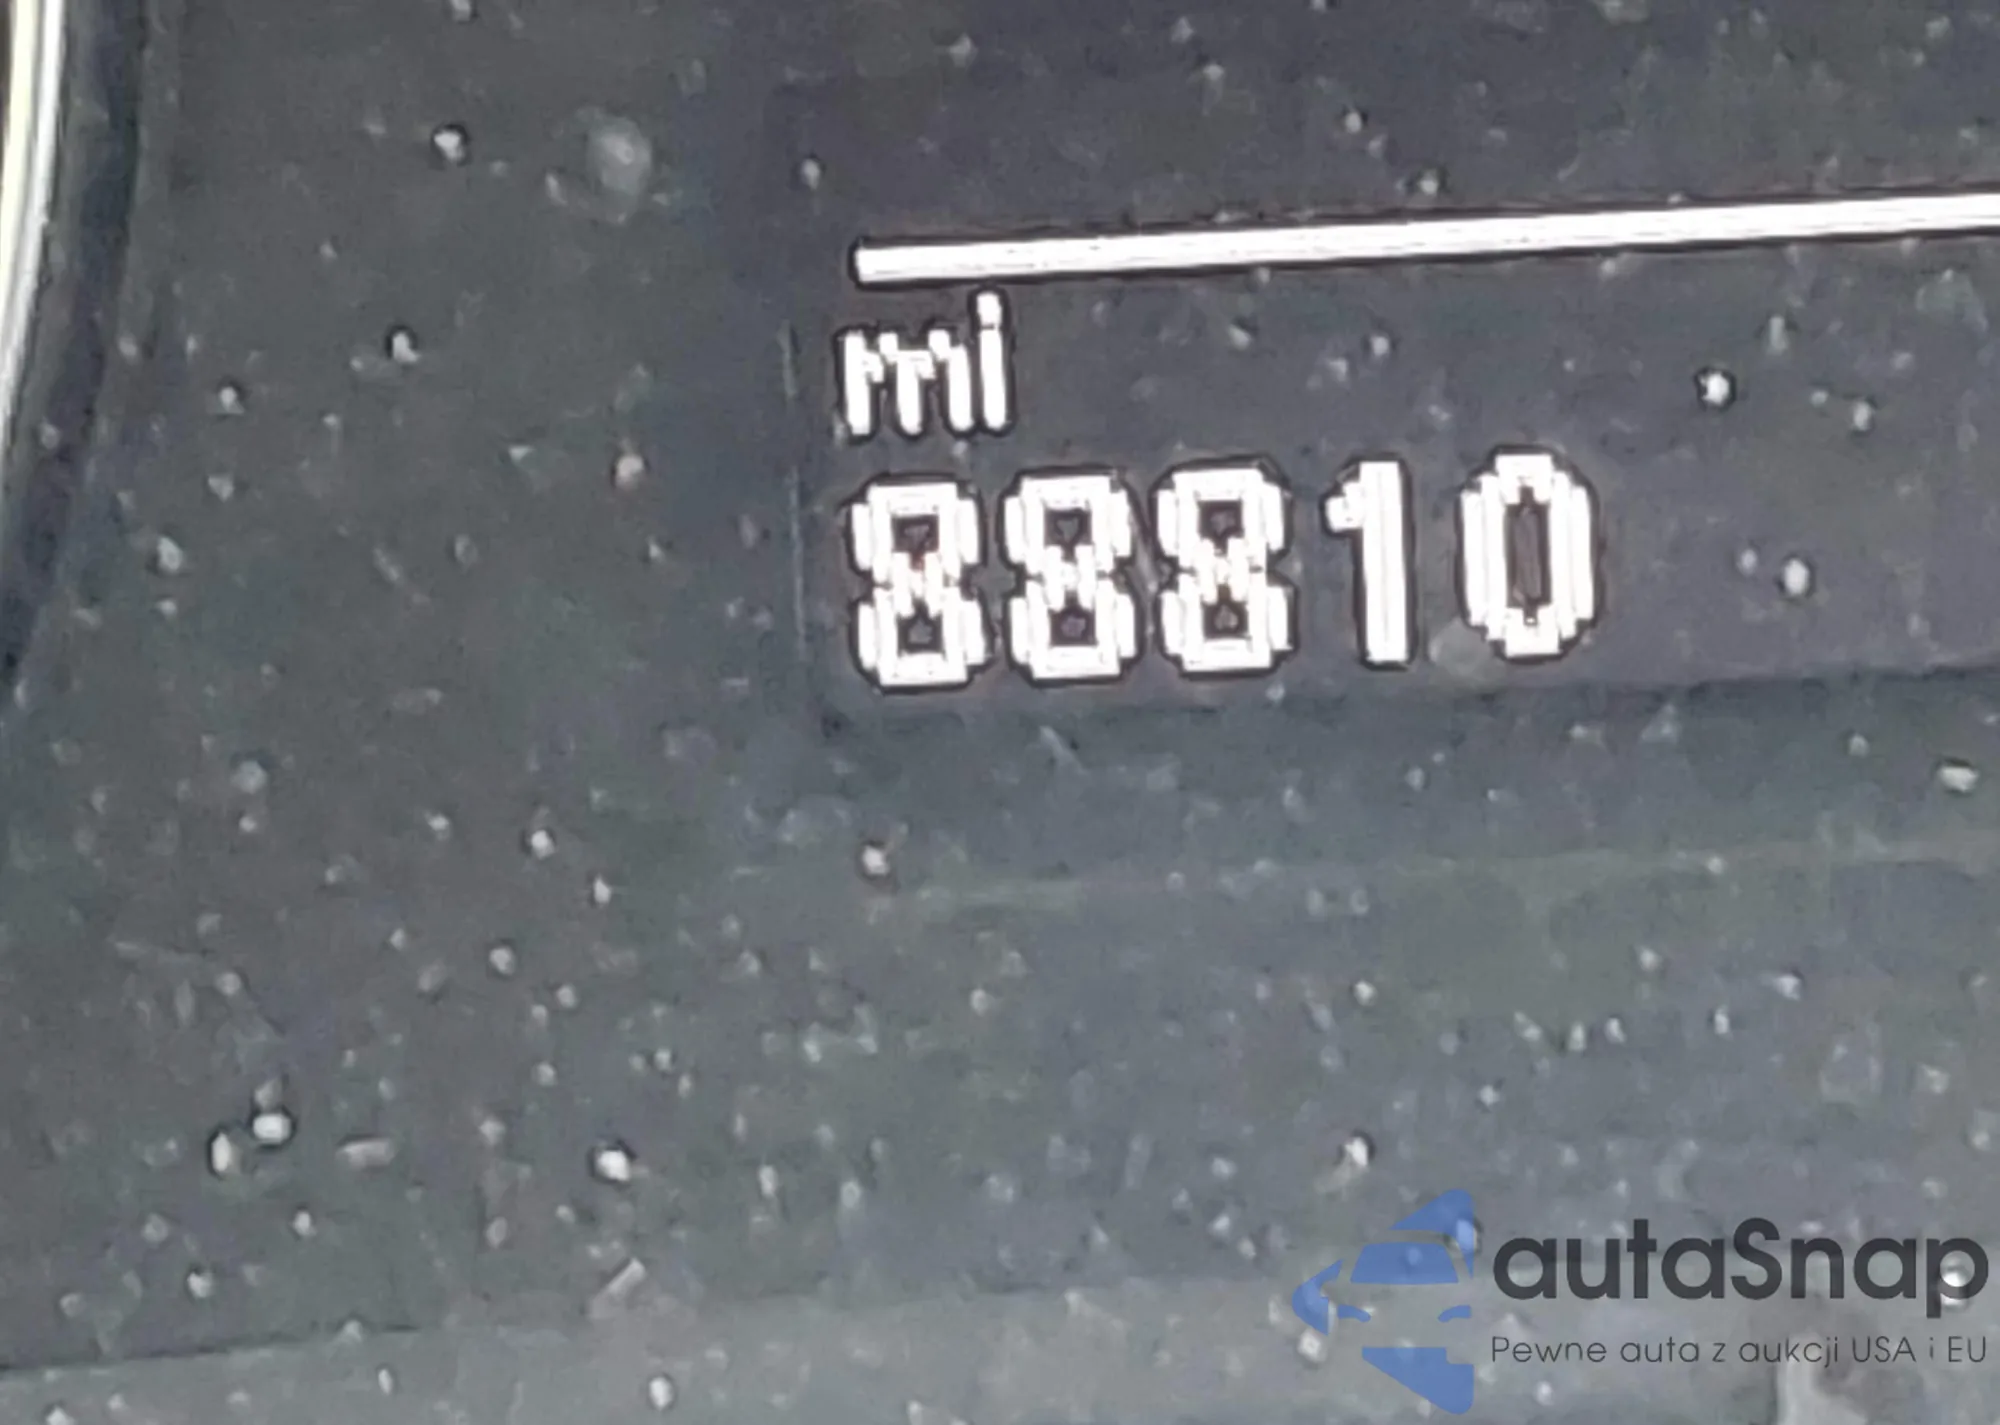 mi
88810
autaSnap
Pewne auta z aukcji USA i EU